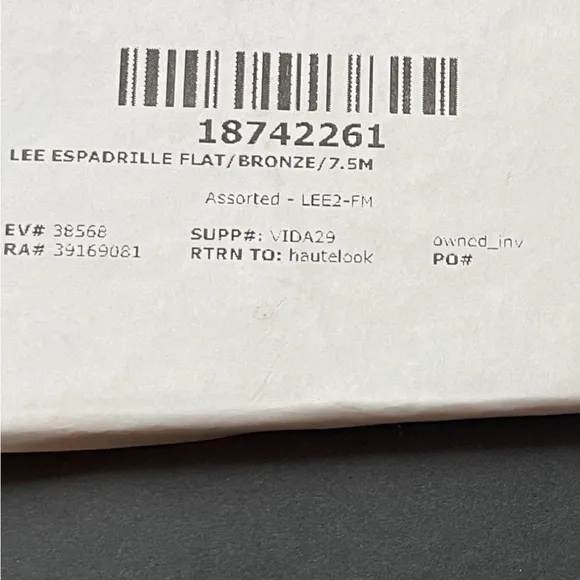 18742261
LEE ESPADRILLE FLAT/BRONZE/7.5M
Assorted - LEE2-FM
EV# 38568 SUPP#: VIDA29 owned_inv
RA# 39169081 RTRN TO: hautelook PO#